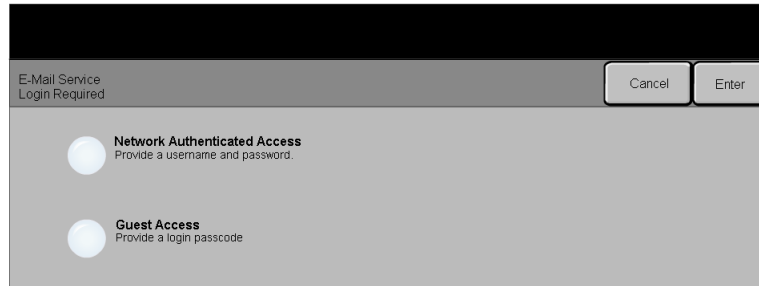 E-Mail Service
Login Required
Cancel
Enter
Network Authenticated Access
Provide a username and password.
Guest Access
Provide a login passcode